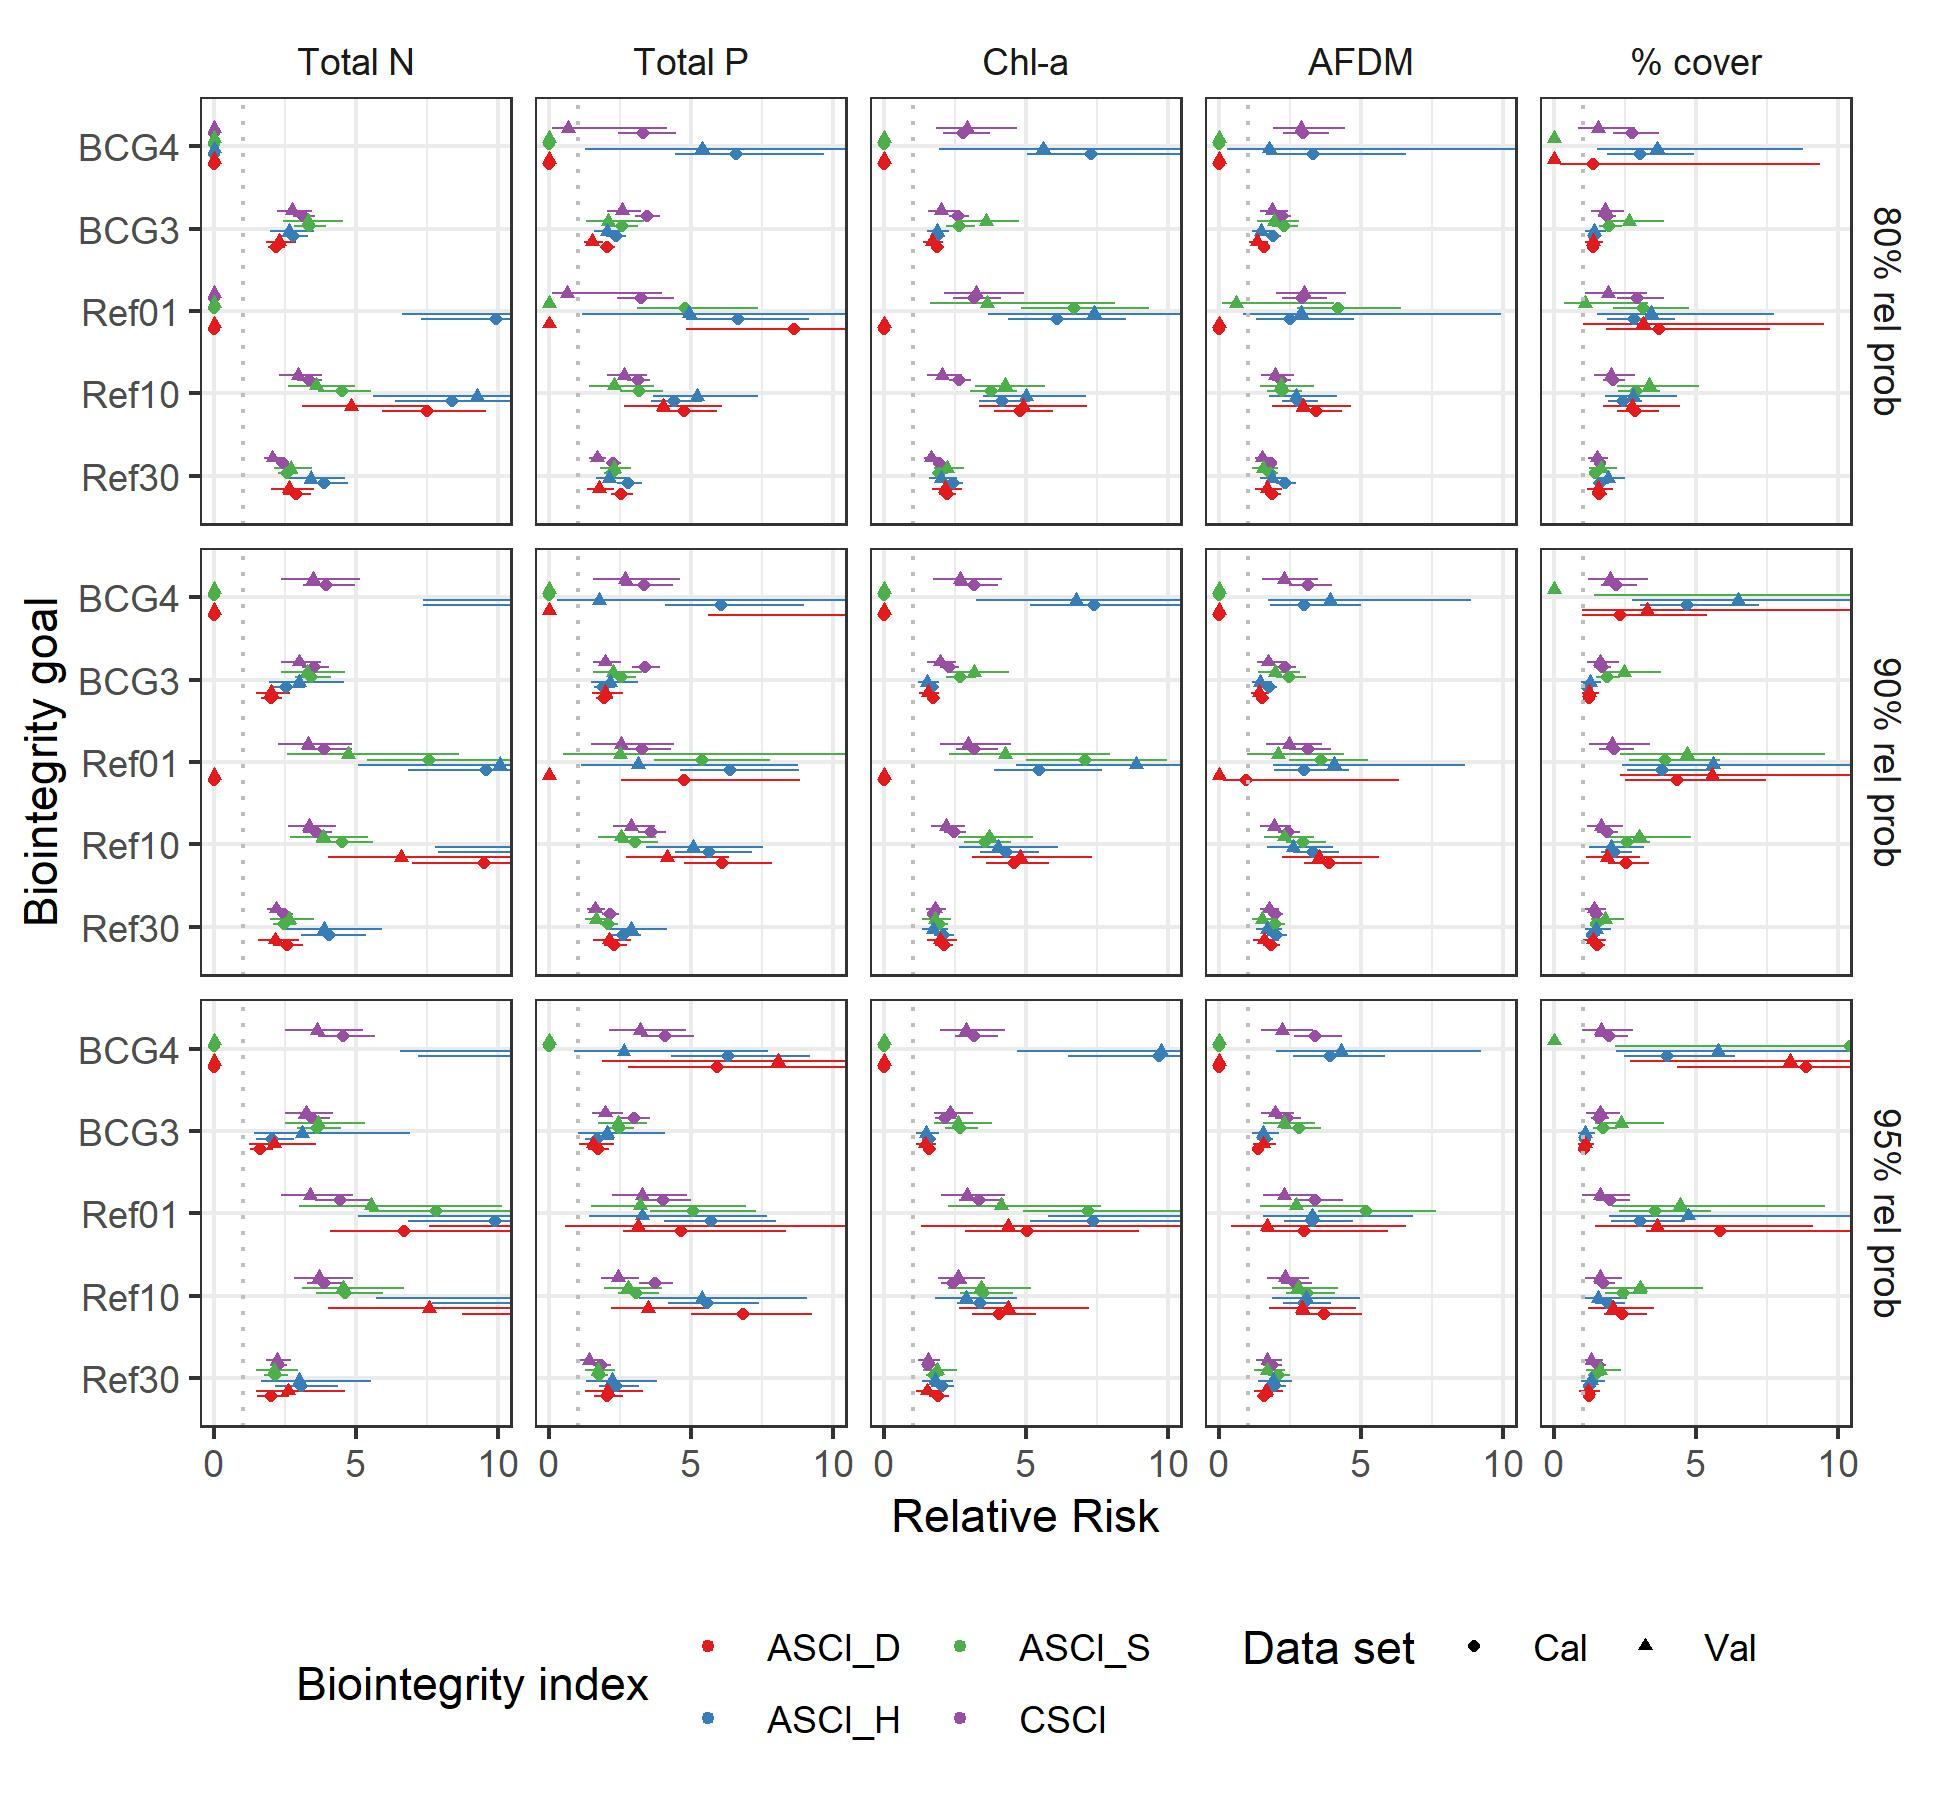 Total N Total P Chl-a AFDM % cover
BCG4
BCG3
Ref01
Ref10
Ref30
80% rel prob
BCG4
BCG3
Ref01
Ref10
Ref30
90% rel prob
BCG4
BCG3
Ref01
Ref10
Ref30
95% rel prob
Biointegrity goal
0 5 10 0 5 10 0 5 10 0 5 10 0 5 10
Relative Risk
Biointegrity index
ASCI_D ASCI_S
ASCI_H CSCI
Data set Cal Val